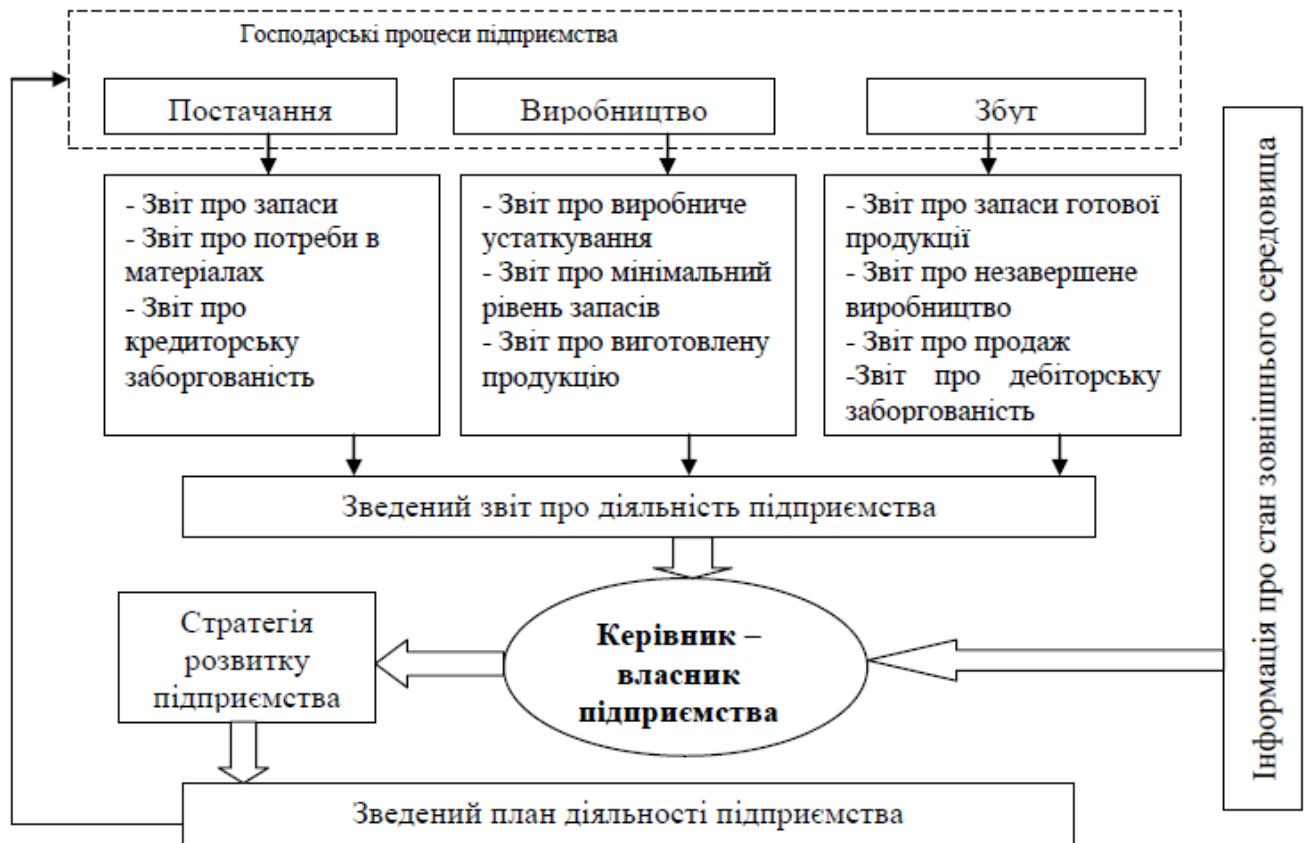 Господарські процеси підприємства
Постачання
Виробництво
Збут
- Звіт про запаси
- Звіт про потреби в
матеріалах
- Звіт про
кредиторську
заборгованість
- Звіт про виробниче
устаткування
- Звіт про мінімальний
рівень запасів
- Звіт про виготовлену
продукцію
- Звіт про запаси готової
продукції
- Звіт про незавершене
виробництво
- Звіт про продаж
-Звіт про дебіторську
заборгованість
Зведений звіт про діяльність підприємства
Стратегія
розвитку
підприємства
Керівник –
власник
підприємства
Зведений план діяльності підприємства
Інформація про стан зовнішнього середовища